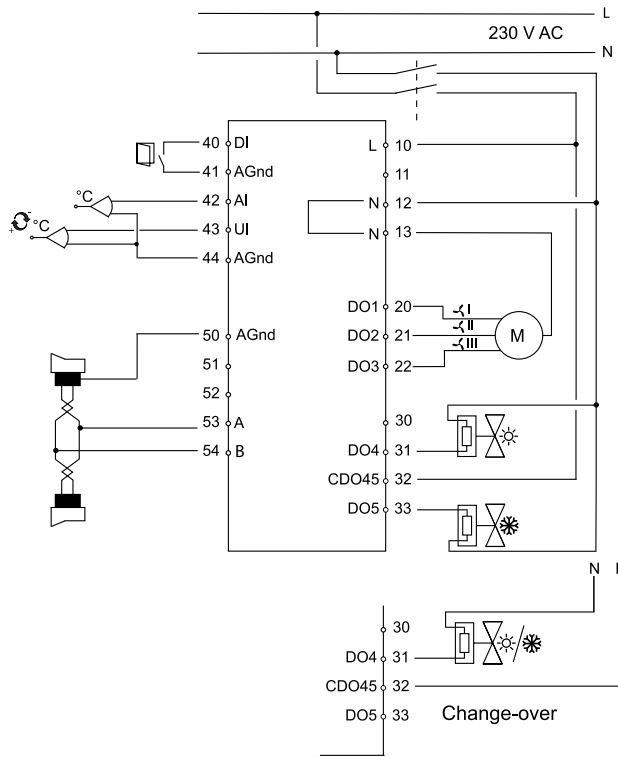 L
230 V AC
N
40 DI
L 10
41 AGnd
11
°C
42 AI
N 12
°C
43 UI
N 13
44 AGnd
DO1 20 I
50 AGnd
DO2 21 II
M
51
DO3 22 III
52
53 A
30
54 B
DO4 31
CDO45 32
DO5 33
N
30
DO4 31
CDO45 32
DO5 33 Change-over